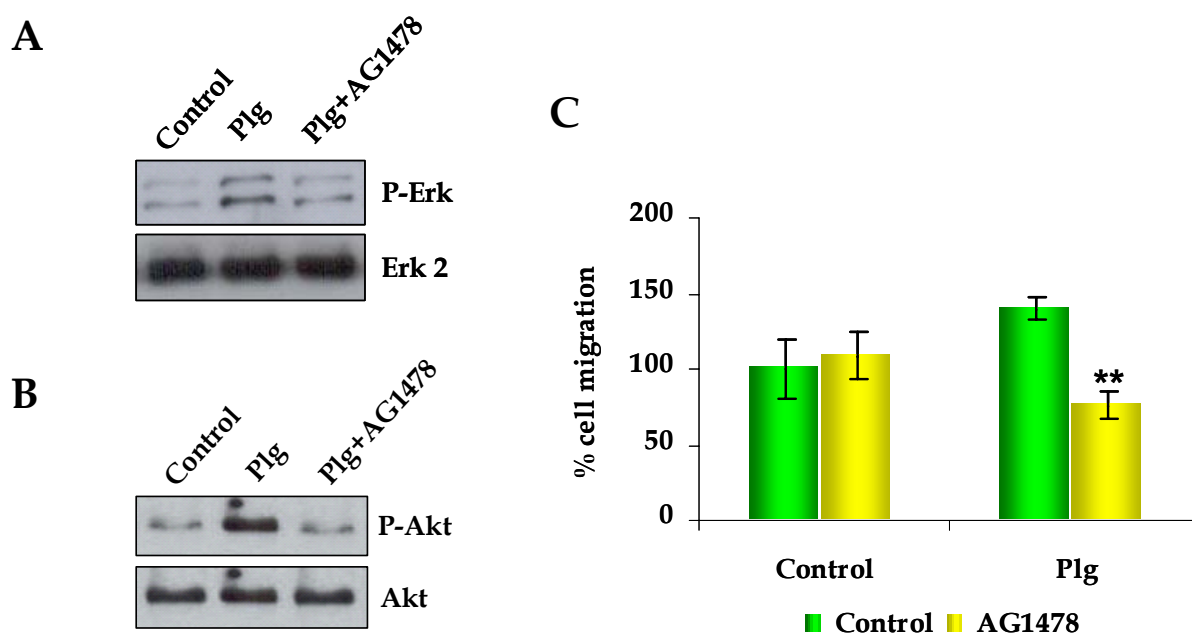 A
Control
Plg
Plg+AG1478
P-Erk
Erk 2
B
Control
Plg
Plg+AG1478
P-Akt
Akt
C
% cell migration
200
150
100
50
0
**
Control
Plg
Control
AG1478